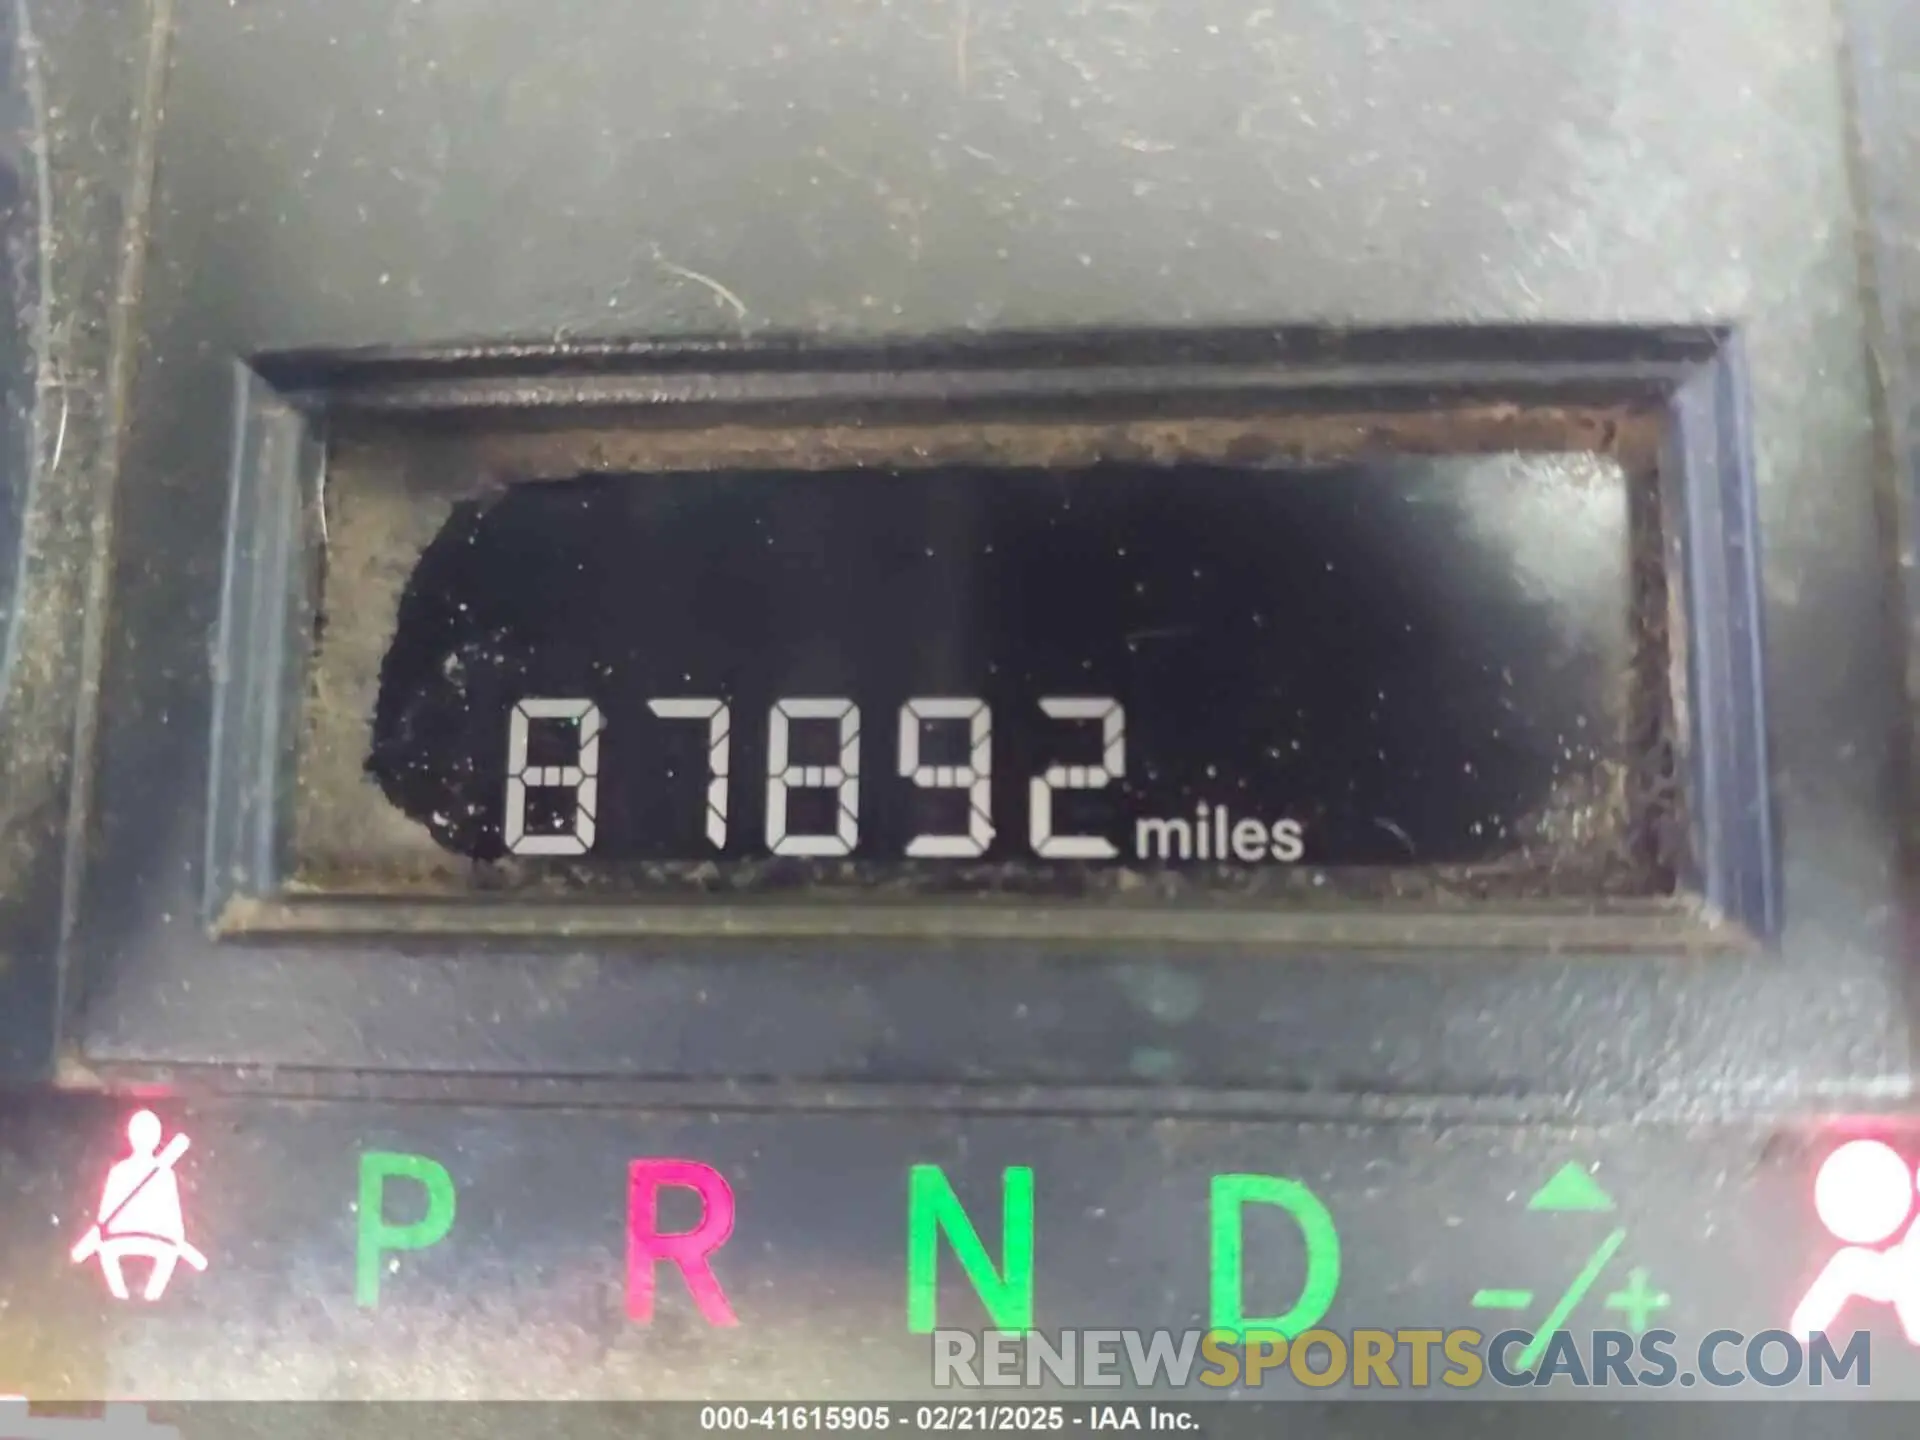 87892 miles
P R N D -/+
RENEWSPORTSCARS.COM
000-41615905 - 02/21/2025 - IAA Inc.